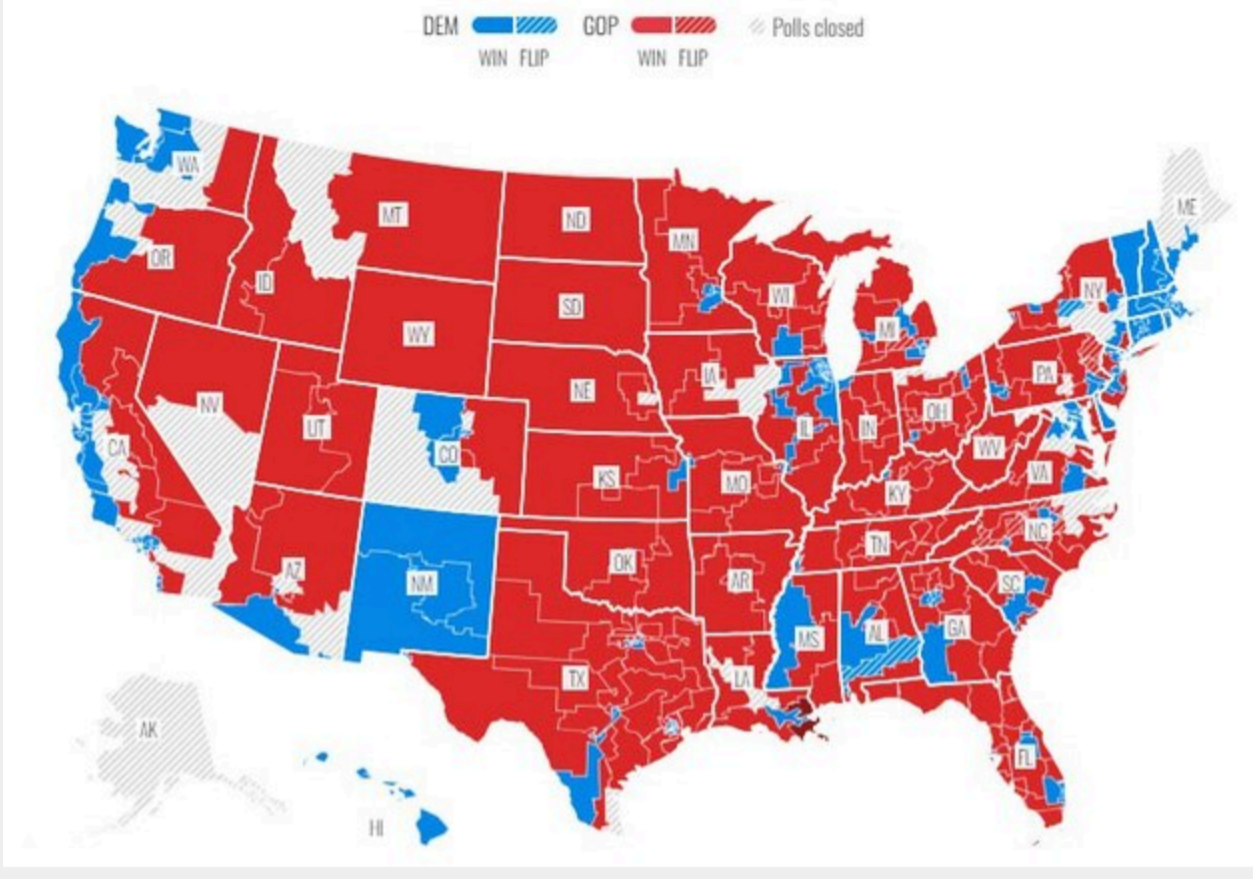 DEM GOP Polls closed
WIN FLIP WIN FLIP
WA
MT
ND
MN
ME
OR
ID
SD
WI
NY
WY
MI
NE
IA
PA
NV
UT
CO
IL
IN
OH
CA
KS
MO
WV
VA
KY
AZ
NM
OK
AR
TN
NC
SC
MS
AL
GA
TX
LA
AK
FL
HI